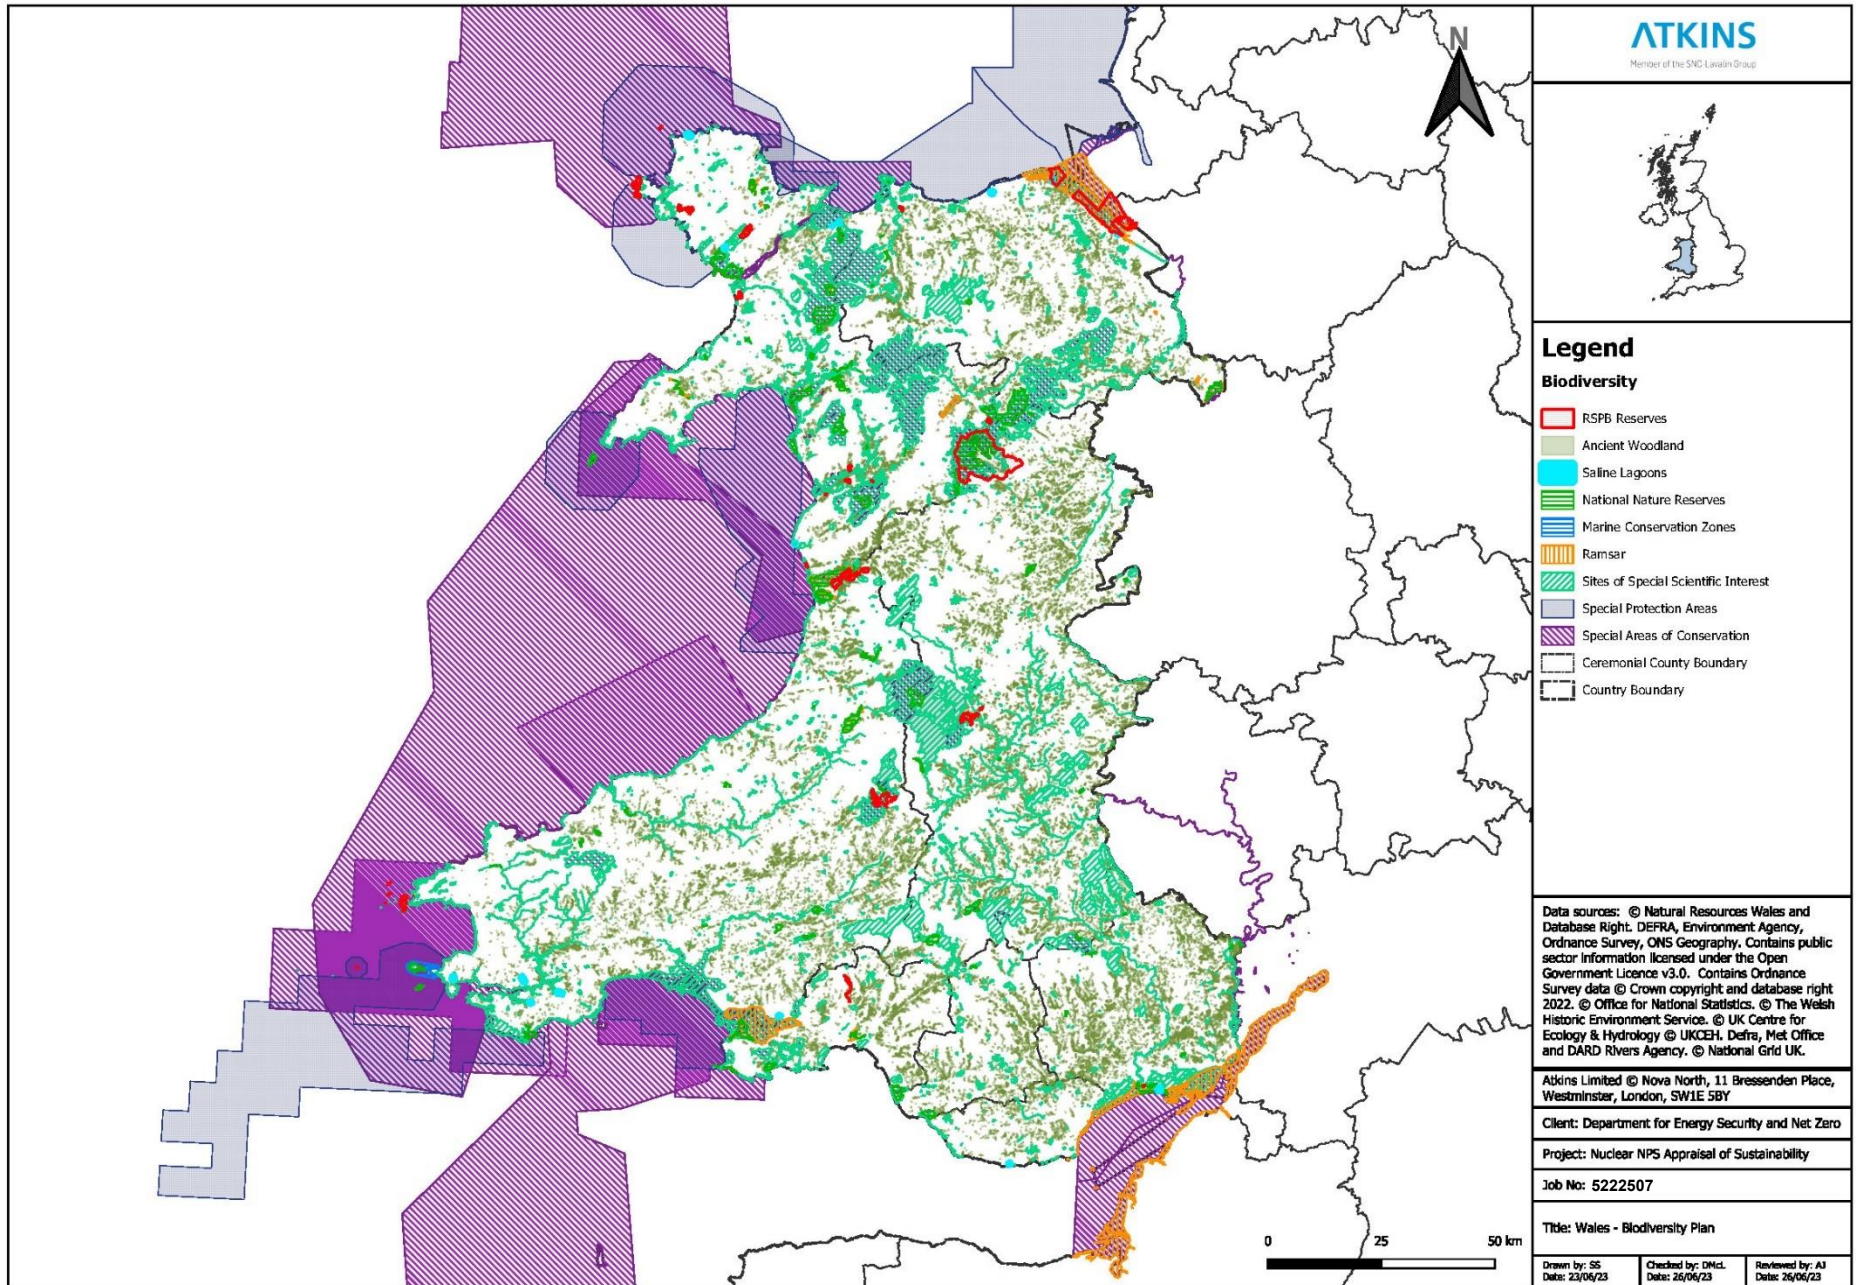 N
0 25 50 km
ATKINS
Member of the SNC-Lavalin Group
Legend
Biodiversity
RSPB Reserves
Ancient Woodland
Saline Lagoons
National Nature Reserves
Marine Conservation Zones
Ramsar
Sites of Special Scientific Interest
Special Protection Areas
Special Areas of Conservation
Ceremonial County Boundary
Country Boundary
Data sources: © Natural Resources Wales and
Database Right. DEFRA, Environment Agency,
Ordnance Survey, ONS Geography. Contains public
sector information licensed under the Open
Government Licence v3.0. Contains Ordnance
Survey data © Crown copyright and database right
2022. © Office for National Statistics. © The Welsh
Historic Environment Service. © UK Centre for
Ecology & Hydrology © UKCEH. Defra, Met Office
and DARD Rivers Agency. © National Grid UK.
Atkins Limited © Nova North, 11 Bressenden Place,
Westminster, London, SW1E 5BY
Client: Department for Energy Security and Net Zero
Project: Nuclear NPS Appraisal of Sustainability
Job No: 5222507
Title: Wales - Biodiversity Plan
Drawn by: SS
Date: 23/06/23
Checked by: DMcL
Date: 26/06/23
Reviewed by: AJ
Date: 26/06/23